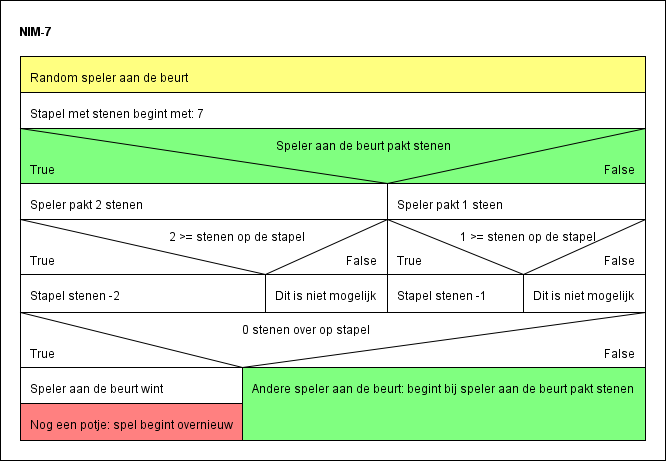 NIM-7
Random speler aan de beurt
Stapel met stenen begint met: 7
Speler aan de beurt pakt stenen
True False
Speler pakt 2 stenen Speler pakt 1 steen
2 >= stenen op de stapel 1 >= stenen op de stapel
True False True False
Stapel stenen -2 Dit is niet mogelijk Stapel stenen -1 Dit is niet mogelijk
0 stenen over op stapel
True False
Speler aan de beurt wint Andere speler aan de beurt: begint bij speler aan de beurt pakt stenen
Nog een potje: spel begint overnieuw